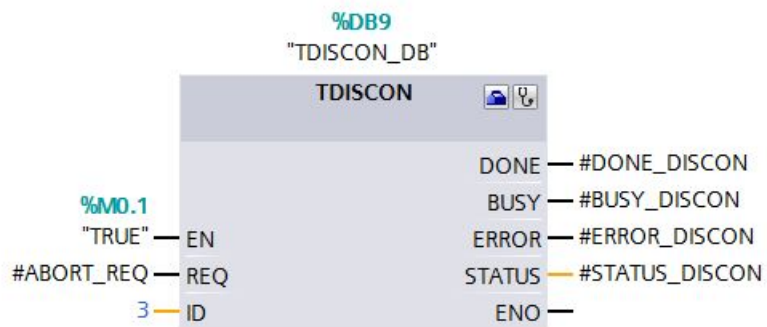 %DB9
"TDISCON_DB"
TDISCON
DONE #DONE_DISCON
%M0.1 BUSY #BUSY_DISCON
"TRUE" EN ERROR #ERROR_DISCON
#ABORT_REQ REQ STATUS #STATUS_DISCON
3 ID ENO